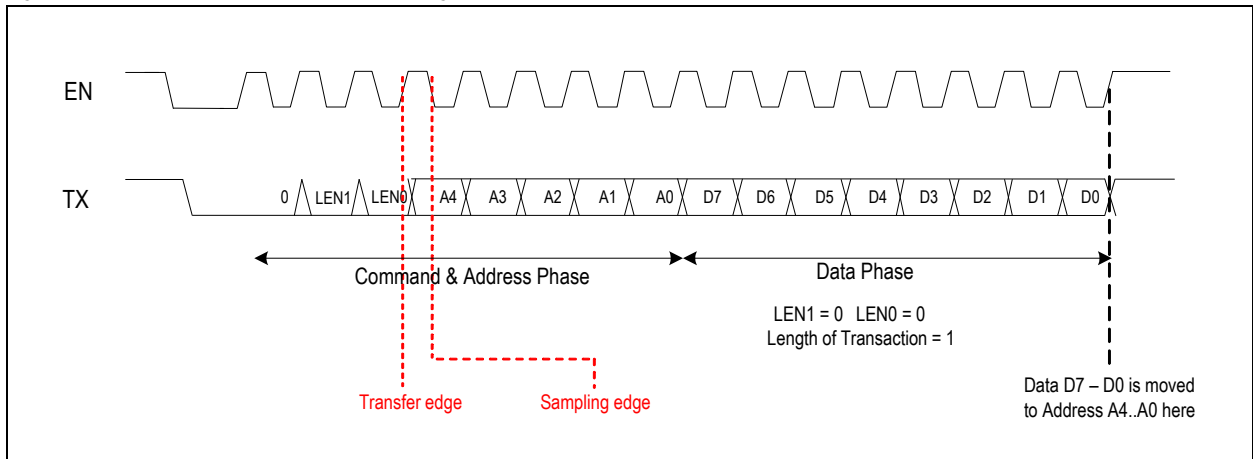 EN
TX
0 LEN1 LEN0 A4 A3 A2 A1 A0 D7 D6 D5 D4 D3 D2 D1 D0
Command & Address Phase
Data Phase
LEN1 = 0 LEN0 = 0
Length of Transaction = 1
Transfer edge
Sampling edge
Data D7 – D0 is moved
to Address A4..A0 here